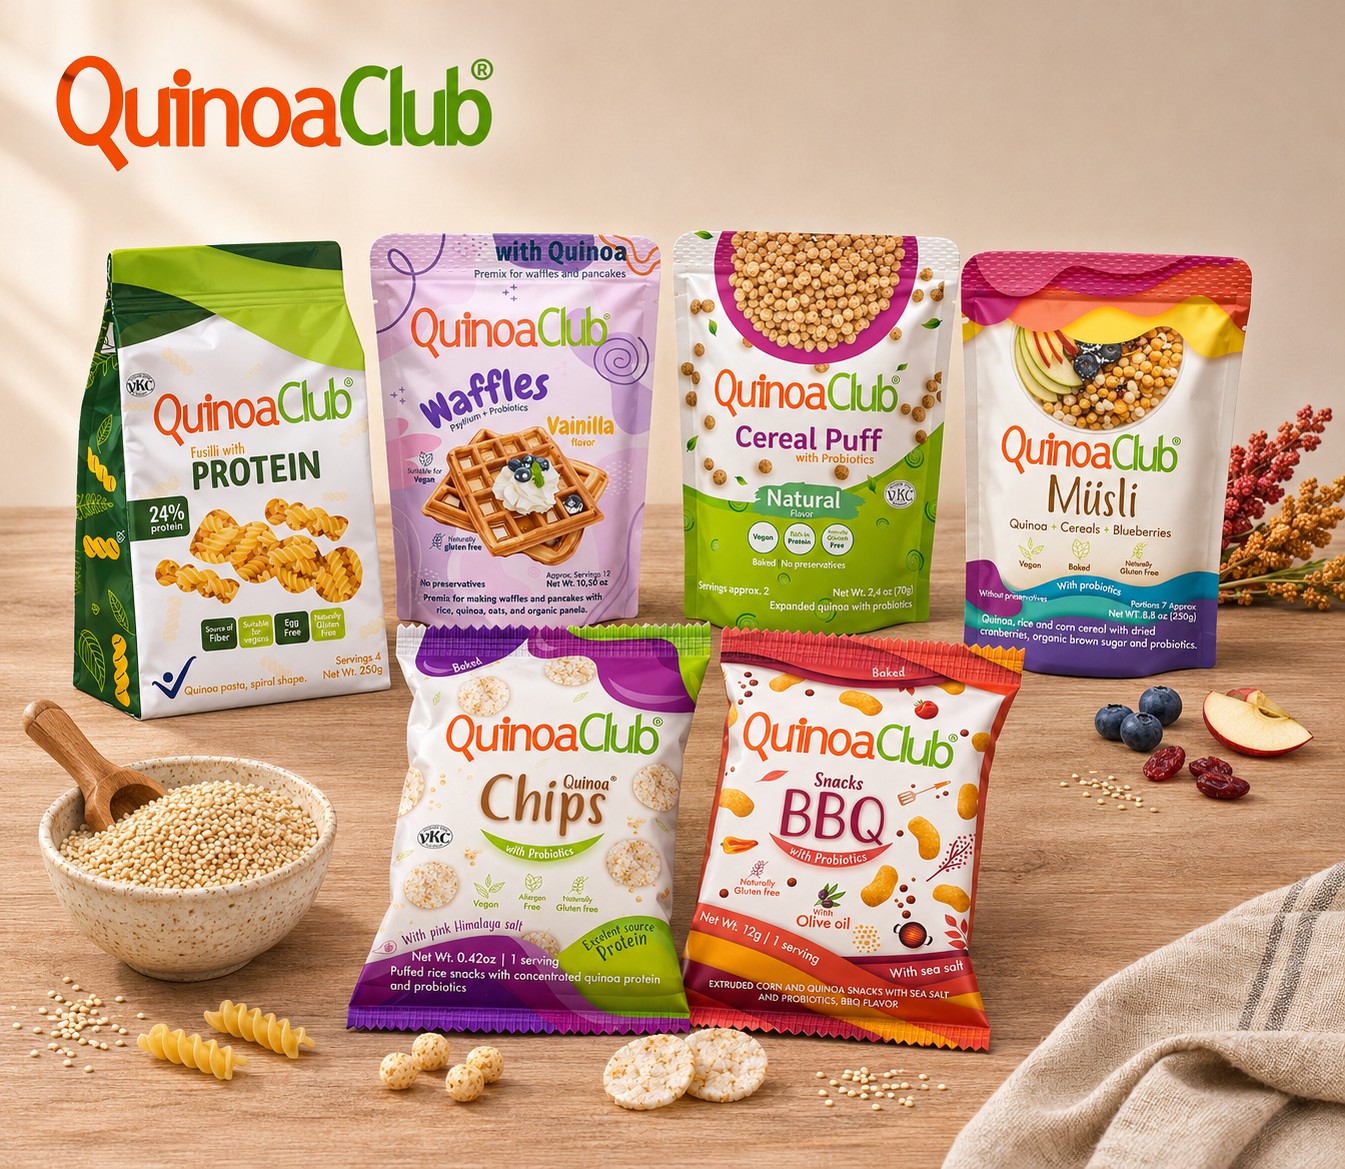 QuinoaClub®
VKC
QuinoaClub®
Fusilli with
PROTEIN
24%
protein
Source of
Fiber
Suitable
for
vegans
Egg
Free
Naturally
Gluten
Free
Servings 4
Net Wt. 250g
Quinoa pasta, spiral shape.
with Quinoa
Premix for waffles and pancakes
QuinoaClub®
Waffles
Psyllium + Probiotics
Vainilla
flavor
Suitable for
Vegan
Naturally
gluten free
No preservatives
Approx. Servings 12
Net Wt. 10,50 oz
Premix for making waffles and pancakes with
rice, quinoa, oats, and organic panela.
QuinoaClub®
Cereal Puff
with Probiotics
Natural
Flavor
VKC
Vegan
Protein
Free
Baked | No preservatives
Servings approx. 2
Net Wt. 2,4 oz (70g)
Expanded quinoa with probiotics
QuinoaClub®
Müsli
Quinoa + Cereals + Blueberries
Vegan
Baked
Naturally
Gluten Free
Without preservatives
With probiotics
Portions 7 Approx
Net WT. 8.8 oz (250g)
Quinoa, rice and corn cereal with dried
cranberries, organic brown sugar and probiotics.
Baked
QuinoaClub®
Quinoa®
Chips
with Probiotics
VKC
Vegan
Allergen
Free
Naturally
Gluten free
With pink Himalaya salt
Excelent source
Protein
Net Wt. 0.42oz | 1 serving
Puffed rice snacks with concentrated quinoa protein
and probiotics
Baked
QuinoaClub®
Snacks
BBQ
with Probiotics
Naturally
Gluten free
With
Olive oil
Net Wt. 12g | 1 serving
With sea salt
EXTRUDED CORN AND QUINOA SNACKS WITH SEA SALT
AND PROBIOTICS, BBQ FLAVOR